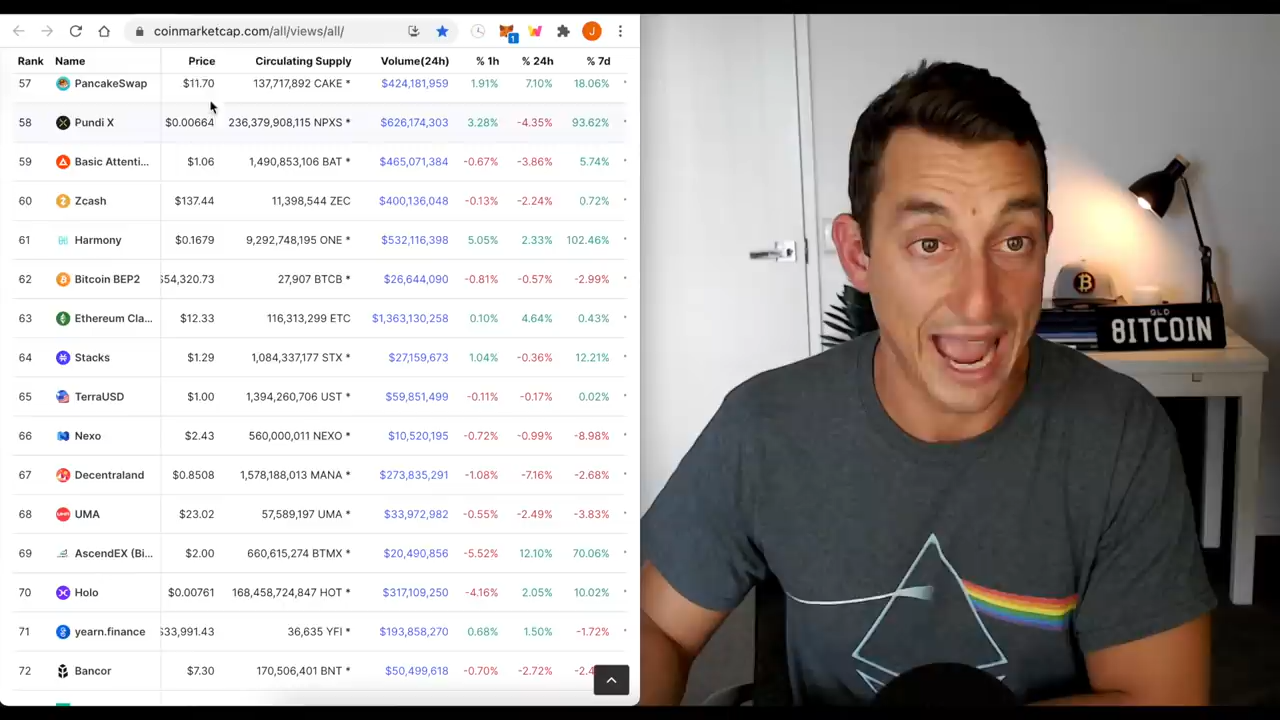 coinmarketcap.com/all/views/all/
1
J
Rank Name Price Circulating Supply Volume(24h) % 1h % 24h % 7d
57 PancakeSwap $11.70 137,717,892 CAKE * $424,181,959 1.91% 7.10% 18.06%
58 Pundi X $0.00664 236,379,908,115 NPXS * $626,174,303 3.28% -4.35% 93.62%
59 Basic Attenti... $1.06 1,490,853,106 BAT * $465,071,384 -0.67% -3.86% 5.74%
60 Zcash $137.44 11,398,544 ZEC $400,136,048 -0.13% -2.24% 0.72%
61 Harmony $0.1679 9,292,748,195 ONE * $532,116,398 5.05% 2.33% 102.46%
62 Bitcoin BEP2 $54,320.73 27,907 BTCB * $26,644,090 -0.81% -0.57% -2.99%
63 Ethereum Cla... $12.33 116,313,299 ETC $1,363,130,258 0.10% 4.64% 0.43%
64 Stacks $1.29 1,084,337,177 STX * $27,159,673 1.04% -0.36% 12.21%
65 TerraUSD $1.00 1,394,260,706 UST * $59,851,499 -0.11% -0.17% 0.02%
66 Nexo $2.43 560,000,011 NEXO * $10,520,195 -0.72% -0.99% -8.98%
67 Decentraland $0.8508 1,578,188,013 MANA * $273,835,291 -1.08% -7.16% -2.68%
68 UMA $23.02 57,589,197 UMA * $33,972,982 -0.55% -2.49% -3.83%
69 AscendEX (Bi... $2.00 660,615,274 BTMX * $20,490,856 -5.52% 12.10% 70.06%
70 Holo $0.00761 168,458,724,847 HOT * $317,109,250 -4.16% 2.05% 10.02%
71 yearn.finance $33,991.43 36,635 YFI * $193,858,270 0.68% 1.50% -1.72%
72 Bancor $7.30 170,506,401 BNT * $50,499,618 -0.70% -2.72%
QLD
8ITCOIN